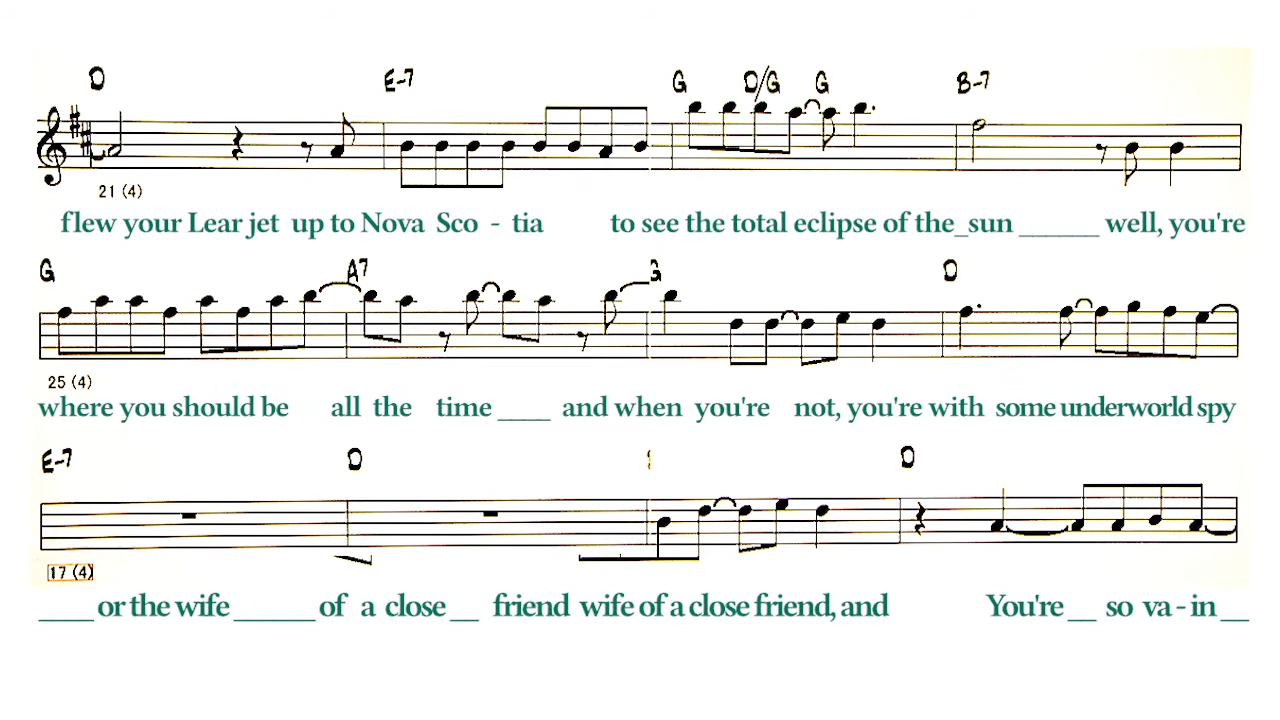 D E-7 G D/G G B-7
21 (4)
flew your Lear jet up to Nova Sco - tia to see the total eclipse of the_sun ______ well, you're
G A7 G D
25 (4)
where you should be all the time ____ and when you're not, you're with some underworld spy
E-7 D D
17 (4)
____ or the wife ______ of a close __ friend wife of a close friend, and You're __ so va - in __